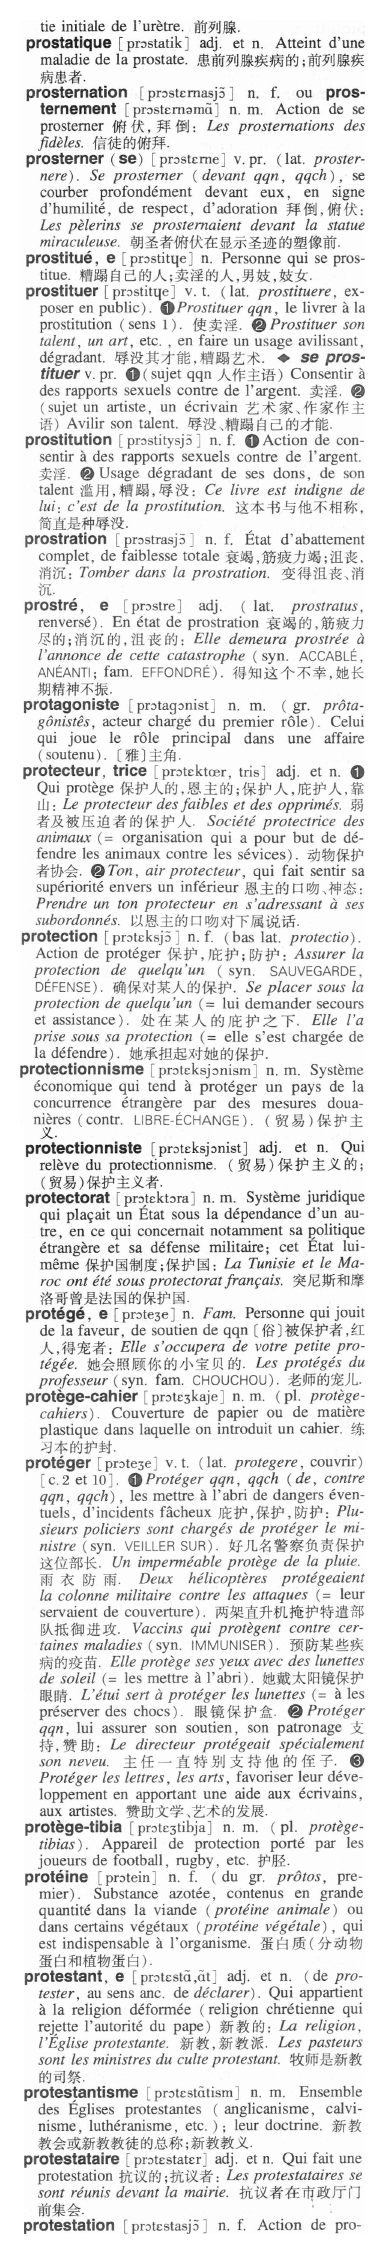 tie initiale de l'urètre. 前列腺.
prostatique [prɔstatik] adj. et n. Atteint d'une
maladie de la prostate. 患前列腺疾病的;前列腺疾
病患者.
prosternation [prɔstɛrnasjɔ̃] n. f. ou pros-
ternement [prɔstɛrnəmɑ̃] n. m. Action de se
prosterner 俯伏,拜倒: Les prosternations des
fidèles. 信徒的俯拜.
prosterner (se) [prɔstɛrne] v. pr. (lat. proster-
nere). Se prosterner (devant qqn, qqch), se
courber profondément devant eux, en signe
d'humilité, de respect, d'adoration 拜倒,俯伏:
Les pèlerins se prosternaient devant la statue
miraculeuse. 朝圣者俯伏在显示圣迹的塑像前.
prostitué, e [prɔstitɥe] n. Personne qui se pros-
titue. 糟蹋自己的人;卖淫的人,男妓,妓女.
prostituer [prɔstitɥe] v. t. (lat. prostituere, ex-
poser en public). ❶ Prostituer qqn, le livrer à la
prostitution (sens 1). 使卖淫. ❷ Prostituer son
talent, un art, etc., en faire un usage avilissant,
dégradant. 辱没其才能,糟蹋艺术. ◆ se pros-
tituer v. pr. ❶ (sujet qqn 人作主语) Consentir à
des rapports sexuels contre de l'argent. 卖淫. ❷
(sujet un artiste, un écrivain 艺术家、作家作主
语) Avilir son talent. 辱没、糟蹋自己的才能.
prostitution [prɔstitysjɔ̃] n. f. ❶ Action de con-
sentir à des rapports sexuels contre de l'argent.
卖淫. ❷ Usage dégradant de ses dons, de son
talent 滥用,糟蹋,辱没: Ce livre est indigne de
lui: c'est de la prostitution. 这本书与他不相称,
简直是种辱没.
prostration [prɔstrasjɔ̃] n. f. État d'abattement
complet, de faiblesse totale 衰竭,筋疲力竭;沮丧,
消沉: Tomber dans la prostration. 变得沮丧、消
沉.
prostré, e [prɔstre] adj. (lat. prostratus,
renversé). En état de prostration 衰竭的,筋疲力
尽的;消沉的,沮丧的: Elle demeura prostrée à
l'annonce de cette catastrophe (syn. ACCABLÉ,
ANÉANTI; fam. EFFONDRÉ). 得知这个不幸,她长
期精神不振.
protagoniste [prɔtagɔnist] n. m. (gr. prôta-
gônistês, acteur chargé du premier rôle). Celui
qui joue le rôle principal dans une affaire
(soutenu). [雅]主角.
protecteur, trice [prɔtɛktœr, tris] adj. et n. ❶
Qui protège 保护人的,恩主的;保护人,庇护人,靠
山: Le protecteur des faibles et des opprimés. 弱
者及被压迫者的保护人. Société protectrice des
animaux (= organisation qui a pour but de dé-
fendre les animaux contre les sévices). 动物保护
者协会. ❷ Ton, air protecteur, qui fait sentir sa
supériorité envers un inférieur 恩主的口吻、神态:
Prendre un ton protecteur en s'adressant à ses
subordonnés. 以恩主的口吻对下属说话.
protection [prɔtɛksjɔ̃] n. f. (bas lat. protectio).
Action de protéger 保护,庇护;防护: Assurer la
protection de quelqu'un (syn. SAUVEGARDE,
DÉFENSE). 确保对某人的保护. Se placer sous la
protection de quelqu'un (= lui demander secours
et assistance). 处在某人的庇护之下. Elle l'a
prise sous sa protection (= elle s'est chargée de
la défendre). 她承担起对她的保护.
protectionnisme [prɔtɛksjɔnism] n. m. Système
économique qui tend à protéger un pays de la
concurrence étrangère par des mesures doua-
nières (contr. LIBRE-ÉCHANGE). (贸易)保护主
义.
protectionniste [prɔtɛksjɔnist] adj. et n. Qui
relève du protectionnisme. (贸易)保护主义的;
(贸易)保护主义者.
protectorat [prɔtɛktɔra] n. m. Système juridique
qui plaçait un État sous la dépendance d'un au-
tre, en ce qui concernait notamment sa politique
étrangère et sa défense militaire; cet État lui-
même 保护国制度;保护国: La Tunisie et le Ma-
roc ont été sous protectorat français. 突尼斯和摩
洛哥曾是法国的保护国.
protégé, e [prɔteʒe] n. Fam. Personne qui jouit
de la faveur, de soutien de qqn [俗]被保护者,红
人,得宠者: Elle s'occupera de votre petite pro-
tégée. 她会照顾你的小宝贝的. Les protégés du
professeur (syn. fam. CHOUCHOU). 老师的宠儿.
protège-cahier [prɔtɛʒkaje] n. m. (pl. protège-
cahiers). Couverture de papier ou de matière
plastique dans laquelle on introduit un cahier. 练
习本的护封.
protéger [prɔteʒe] v. t. (lat. protegere, couvrir)
[c. 2 et 10]. ❶ Protéger qqn, qqch (de, contre
qqn, qqch), les mettre à l'abri de dangers éven-
tuels, d'incidents fâcheux 庇护,保护,防护: Plu-
sieurs policiers sont chargés de protéger le mi-
nistre (syn. VEILLER SUR). 好几名警察负责保护
这位部长. Un imperméable protège de la pluie.
雨衣防雨. Deux hélicoptères protégeaient
la colonne militaire contre les attaques (= leur
servaient de couverture). 两架直升机掩护特遣部
队抵御进攻. Vaccins qui protègent contre cer-
taines maladies (syn. IMMUNISER). 预防某些疾
病的疫苗. Elle protège ses yeux avec des lunettes
de soleil (= les mettre à l'abri). 她戴太阳镜保护
眼睛. L'étui sert à protéger les lunettes (= à les
préserver des chocs). 眼镜保护盒. ❷ Protéger
qqn, lui assurer son soutien, son patronage 支
持,赞助: Le directeur protégeait spécialement
son neveu. 主任一直特别支持他的侄子. ❸
Protéger les lettres, les arts, favoriser leur déve-
loppement en apportant une aide aux écrivains,
aux artistes. 赞助文学、艺术的发展.
protège-tibia [prɔtɛʒtibja] n. m. (pl. protège-
tibias). Appareil de protection porté par les
joueurs de football, rugby, etc. 护胫.
protéine [prɔtein] n. f. (du gr. prôtos, pre-
mier). Substance azotée, contenus en grande
quantité dans la viande (protéine animale) ou
dans certains végétaux (protéine végétale), qui
est indispensable à l'organisme. 蛋白质(分动物
蛋白和植物蛋白).
protestant, e [prɔtɛstɑ̃,ɑ̃t] adj. et n. (de pro-
tester, au sens anc. de déclarer). Qui appartient
à la religion déformée (religion chrétienne qui
rejette l'autorité du pape) 新教的: La religion,
l'Église protestante. 新教,新教派. Les pasteurs
sont les ministres du culte protestant. 牧师是新教
的司祭.
protestantisme [prɔtɛstɑ̃tism] n. m. Ensemble
des Églises protestantes (anglicanisme, calvi-
nisme, luthéranisme, etc.); leur doctrine. 新教
教会或新教教徒的总称;新教教义.
protestataire [prɔtɛstatɛr] adj. et n. Qui fait une
protestation 抗议的;抗议者: Les protestataires se
sont réunis devant la mairie. 抗议者在市政厅门
前集会.
protestation [prɔtɛstasjɔ̃] n. f. Action de pro-